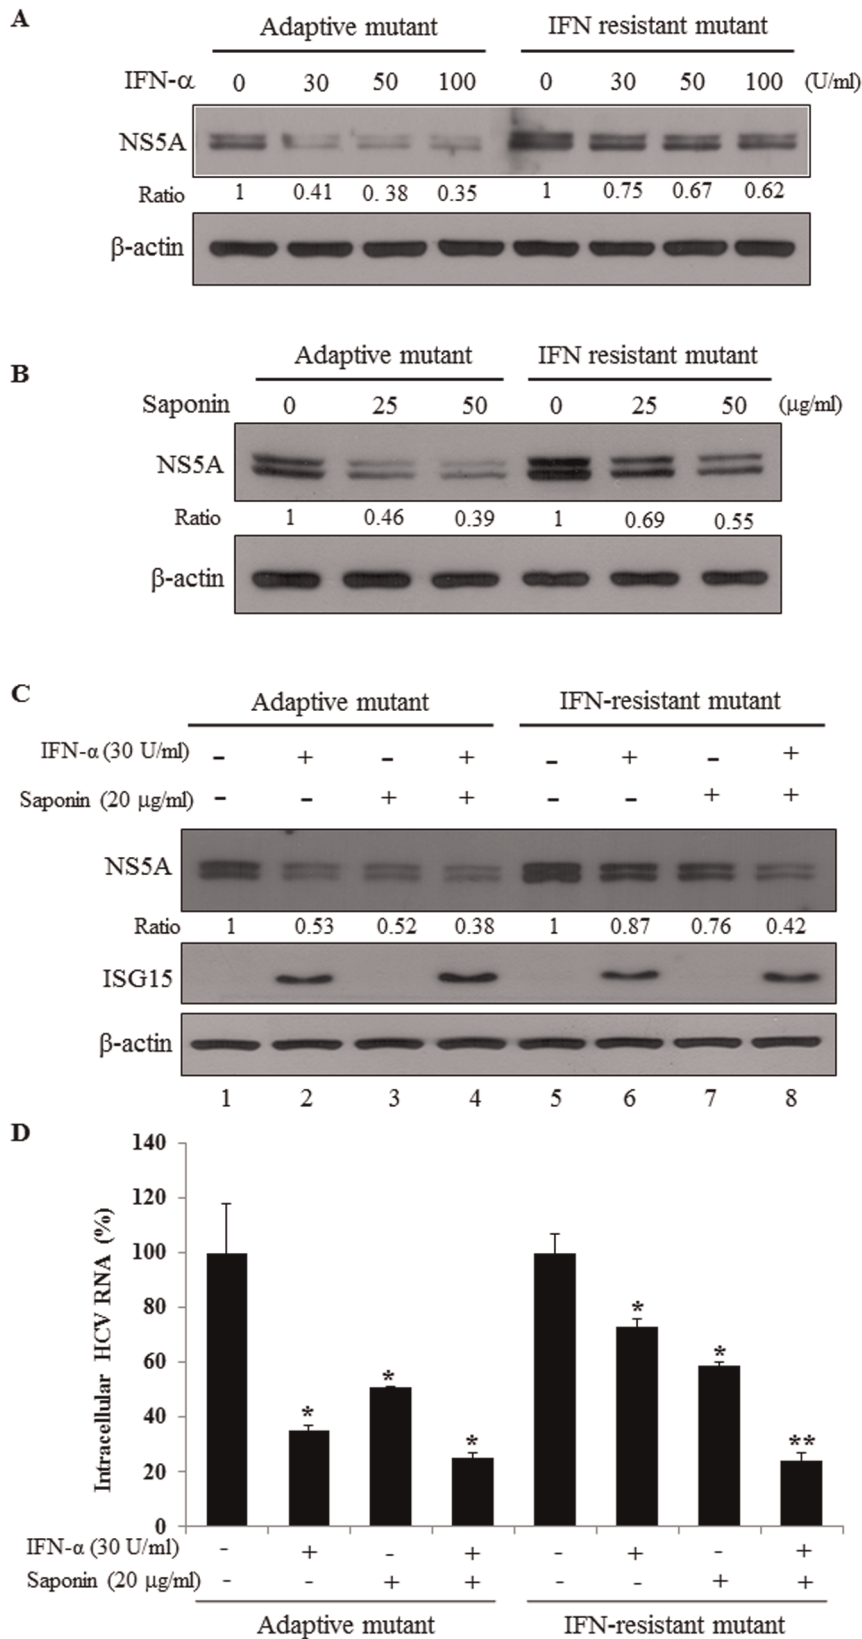 A
Adaptive mutant IFN resistant mutant
IFN-α 0 30 50 100 0 30 50 100 (U/ml)
NS5A
Ratio 1 0.41 0. 38 0.35 1 0.75 0.67 0.62
β-actin
B
Adaptive mutant IFN resistant mutant
Saponin 0 25 50 0 25 50 (μg/ml)
NS5A
Ratio 1 0.46 0.39 1 0.69 0.55
β-actin
C
Adaptive mutant IFN-resistant mutant
IFN-α (30 U/ml) - + - + - + - +
Saponin (20 μg/ml) - - + + - - + +
NS5A
Ratio 1 0.53 0.52 0.38 1 0.87 0.76 0.42
ISG15
β-actin
1 2 3 4 5 6 7 8
D
Intracellular HCV RNA (%)
140
120
100
80
60
40
20
0
* * * * * **
IFN-α (30 U/ml) - + - + - + - +
Saponin (20 μg/ml) - - + + - - + +
Adaptive mutant IFN-resistant mutant